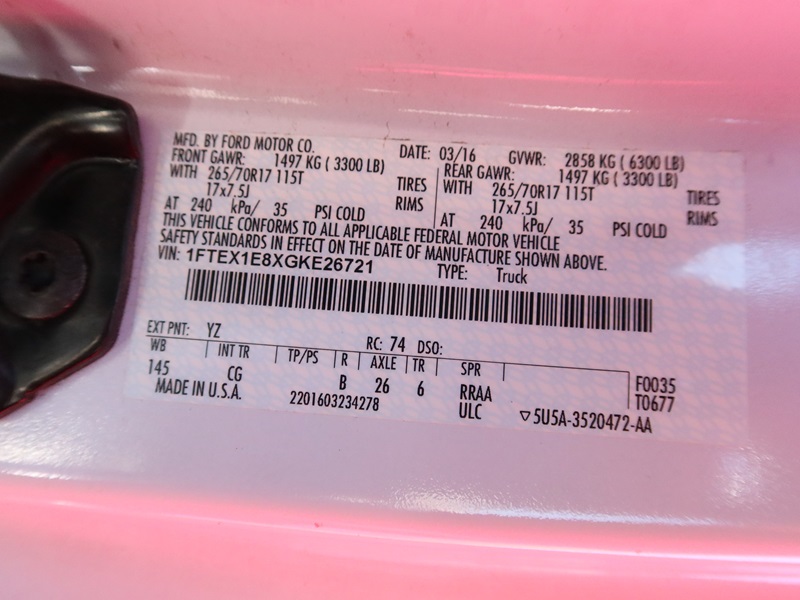 MFD. BY FORD MOTOR CO. DATE: 03/16 GVWR: 2858 KG ( 6300 LB)
FRONT GAWR: 1497 KG ( 3300 LB) REAR GAWR: 1497 KG ( 3300 LB)
WITH 265/70R17 115T TIRES WITH 265/70R17 115T TIRES
17x7.5J RIMS 17x7.5J RIMS
AT 240 kPa/ 35 PSI COLD AT 240 kPa/ 35 PSI COLD
THIS VEHICLE CONFORMS TO ALL APPLICABLE FEDERAL MOTOR VEHICLE
SAFETY STANDARDS IN EFFECT ON THE DATE OF MANUFACTURE SHOWN ABOVE.
VIN: 1FTEX1E8XGKE26721 TYPE: Truck
EXT PNT: YZ RC: 74 DSO:
WB INT TR TP/PS R AXLE TR SPR
145 CG B 26 6 RRAA F0035
MADE IN U.S.A. 2201603234278 ULC T0677
▽5U5A-3520472-AA